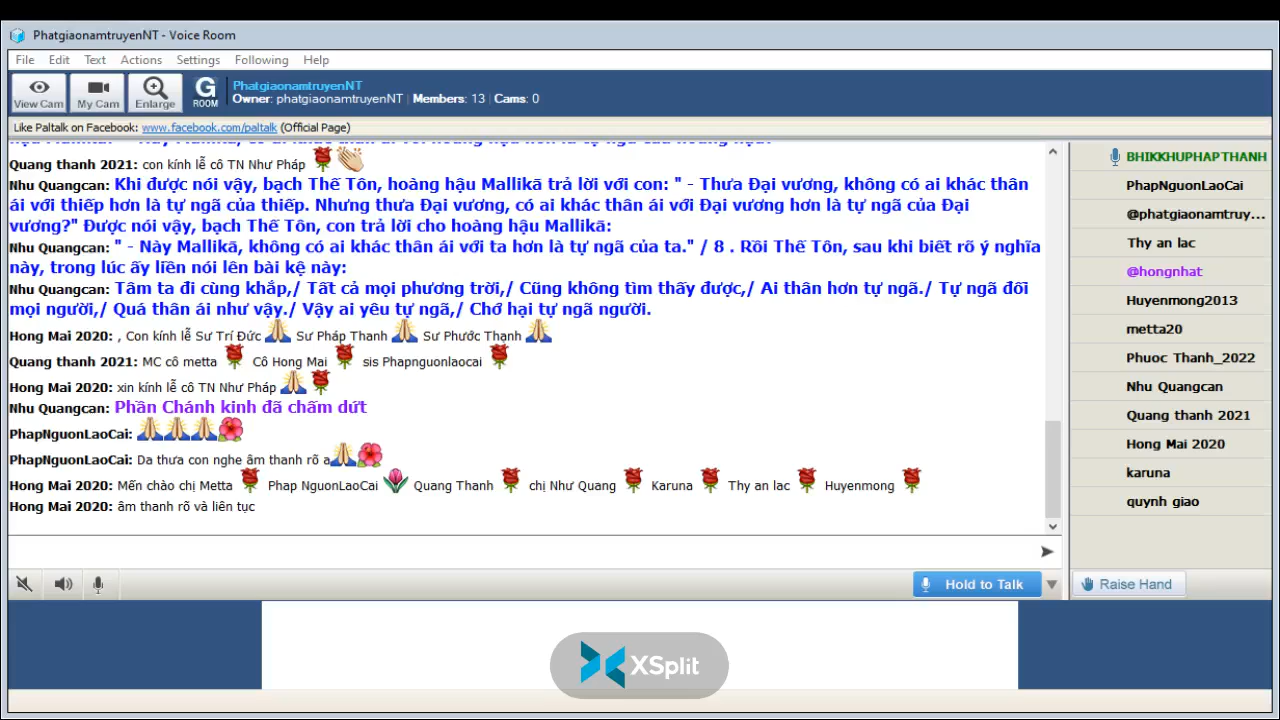 PhatgiaonamtruyenNT - Voice Room
File Edit Text Actions Settings Following Help
View Cam
My Cam
Enlarge
G ROOM
PhatgiaonamtruyenNT
Owner: phatgiaonamtruyenNT | Members: 13 | Cams: 0
Like Paltalk on Facebook: www.facebook.com/paltalk (Official Page)
Quang thanh 2021: con kính lễ cô TN Như Pháp
Nhu Quangcan: Khi được nói vậy, bạch Thế Tôn, hoàng hậu Mallikā trả lời với con: " - Thưa Đại vương, không có ai khác thân
ái với thiếp hơn là tự ngã của thiếp. Nhưng thưa Đại vương, có ai khác thân ái với Đại vương hơn là tự ngã của Đại
vương?" Được nói vậy, bạch Thế Tôn, con trả lời cho hoàng hậu Mallikā:
Nhu Quangcan: " - Này Mallikā, không có ai khác thân ái với ta hơn là tự ngã của ta." / 8 . Rồi Thế Tôn, sau khi biết rõ ý nghĩa
này, trong lúc ấy liền nói lên bài kệ này:
Nhu Quangcan: Tâm ta đi cùng khắp,/ Tất cả mọi phương trời,/ Cũng không tìm thấy được,/ Ai thân hơn tự ngã./ Tự ngã đối
mọi người,/ Quá thân ái như vậy./ Vậy ai yêu tự ngã,/ Chớ hại tự ngã người.
Hong Mai 2020: , Con kính lễ Sư Trí Đức Sư Pháp Thanh Sư Phước Thạnh
Quang thanh 2021: MC cô metta Cô Hong Mai sis Phapnguonlaocai
Hong Mai 2020: xin kính lễ cô TN Như Pháp
Nhu Quangcan: Phần Chánh kinh đã chấm dứt
PhapNguonLaoCai:
PhapNguonLaoCai: Da thưa con nghe âm thanh rõ a
Hong Mai 2020: Mến chào chị Metta Phap NguonLaoCai Quang Thanh chị Như Quang Karuna Thy an lac Huyenmong
Hong Mai 2020: âm thanh rõ và liên tục
BHIKKHUPHAPTHANH
PhapNguonLaoCai
@phatgiaonamtruy...
Thy an lac
@hongnhat
Huyenmong2013
metta20
Phuoc Thanh_2022
Nhu Quangcan
Quang thanh 2021
Hong Mai 2020
karuna
quynh giao
Hold to Talk
Raise Hand
XSplit